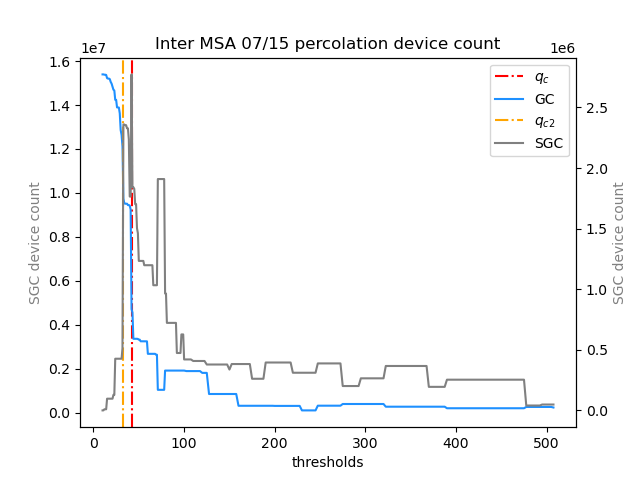 Inter MSA 07/15 percolation device count
1e7
1e6
1.6
1.4
1.2
1.0
0.8
0.6
0.4
0.2
0.0
SGC device count
2.5
2.0
1.5
1.0
0.5
0.0
SGC device count
q_c
GC
q_c2
SGC
0
100
200
300
400
500
thresholds